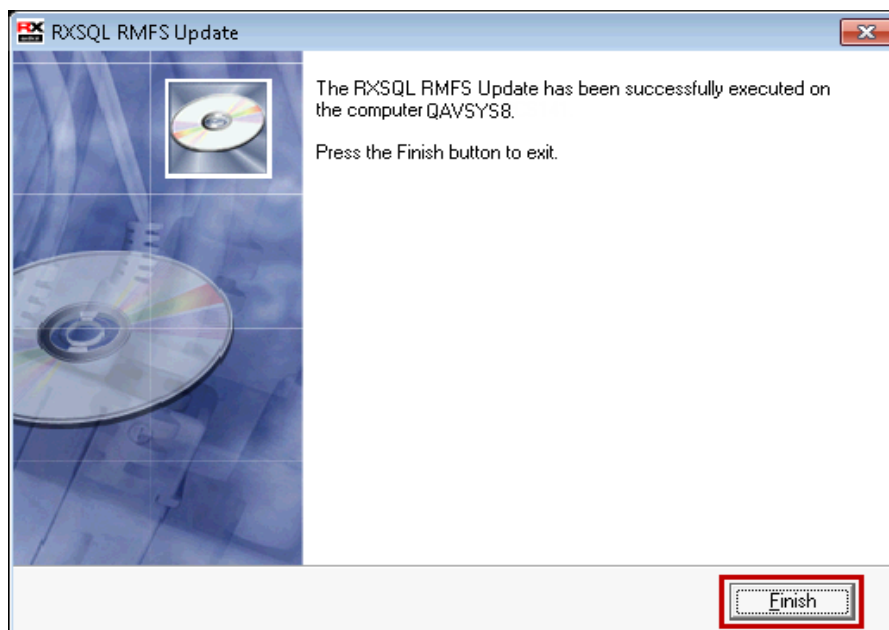 RX
RXSQL RMFS Update
The RXSQL RMFS Update has been successfully executed on
the computer QAVSYS8.
Press the Finish button to exit.
Finish